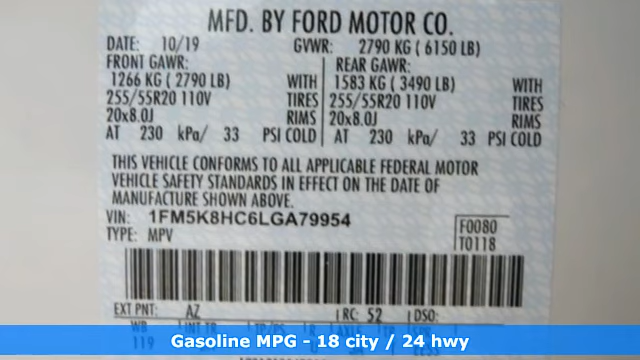 MFD. BY FORD MOTOR CO.
DATE: 10/19 GVWR: 2790 KG ( 6150 LB)
FRONT GAWR: REAR GAWR:
1266 KG ( 2790 LB) WITH 1583 KG ( 3490 LB) WITH
255/55R20 110V TIRES 255/55R20 110V TIRES
20x8.0J RIMS 20x8.0J RIMS
AT 230 kPa/ 33 PSI COLD AT 230 kPa/ 33 PSI COLD
THIS VEHICLE CONFORMS TO ALL APPLICABLE FEDERAL MOTOR
VEHICLE SAFETY STANDARDS IN EFFECT ON THE DATE OF
MANUFACTURE SHOWN ABOVE.
VIN: 1FM5K8HC6LGA79954 F0080
TYPE: MPV T0118
EXT PNT: AZ RC: 52 DSO:
WB
119
Gasoline MPG - 18 city / 24 hwy